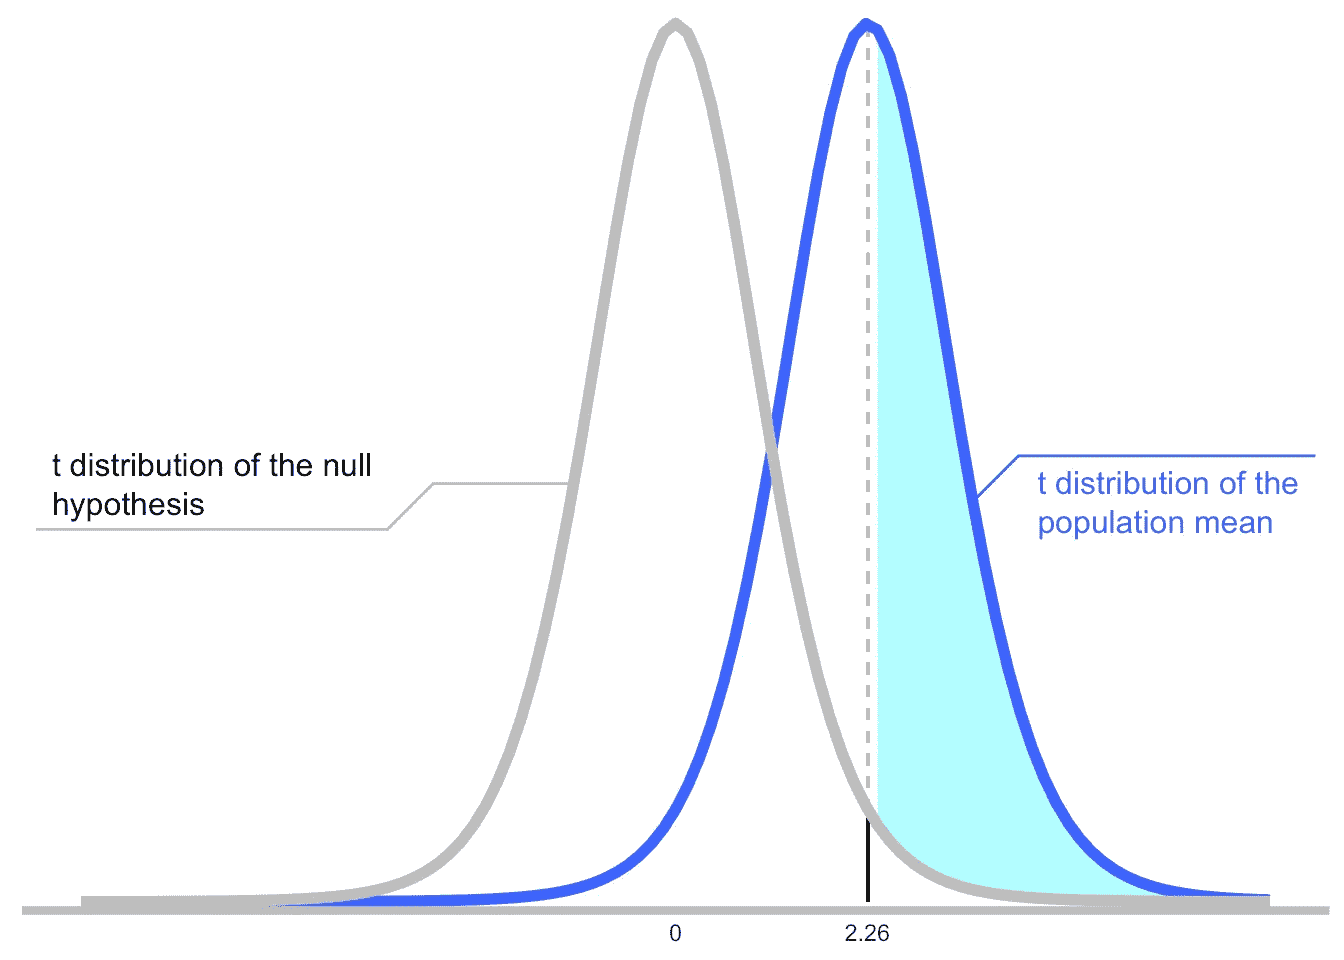 t distribution of the null
hypothesis
t distribution of the
population mean
0
2.26